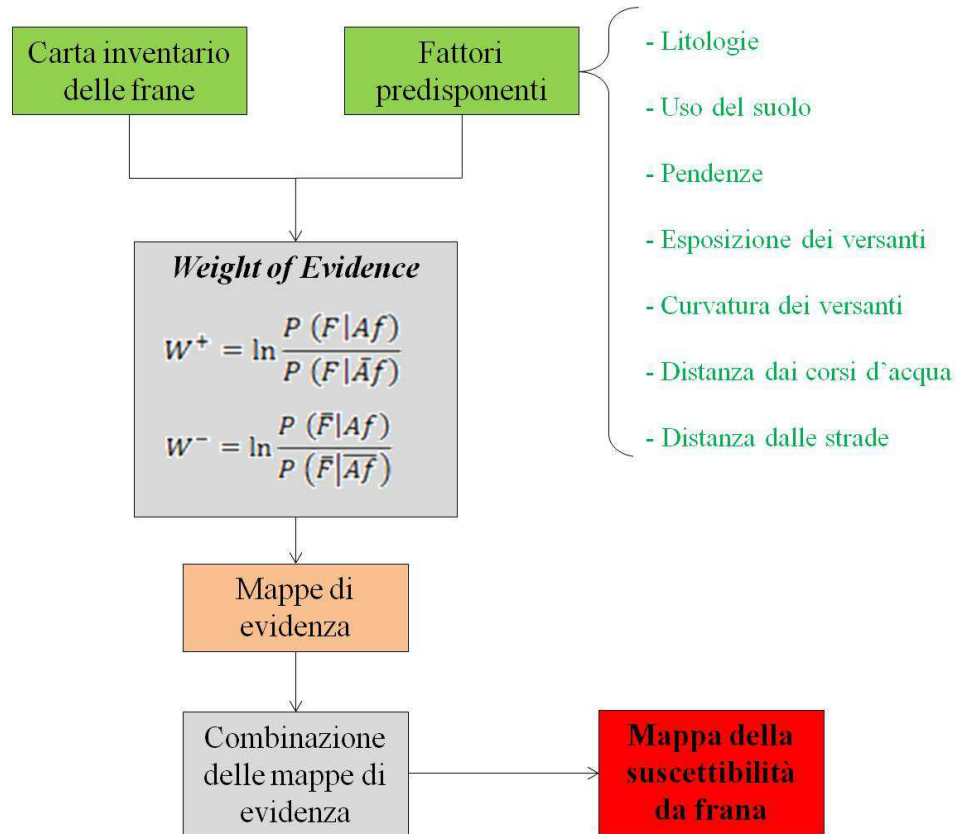 Carta inventario
delle frane
Fattori
predisponenti
- Litologie
- Uso del suolo
- Pendenze
- Esposizione dei versanti
- Curvatura dei versanti
- Distanza dai corsi d'acqua
- Distanza dalle strade
Weight of Evidence
W⁺ = ln P (F|Af) / P (F|Āf)
W⁻ = ln P (F̄|Af) / P (F̄|A̅f̅)
Mappe di
evidenza
Combinazione
delle mappe di
evidenza
Mappa della
suscettibilità
da frana